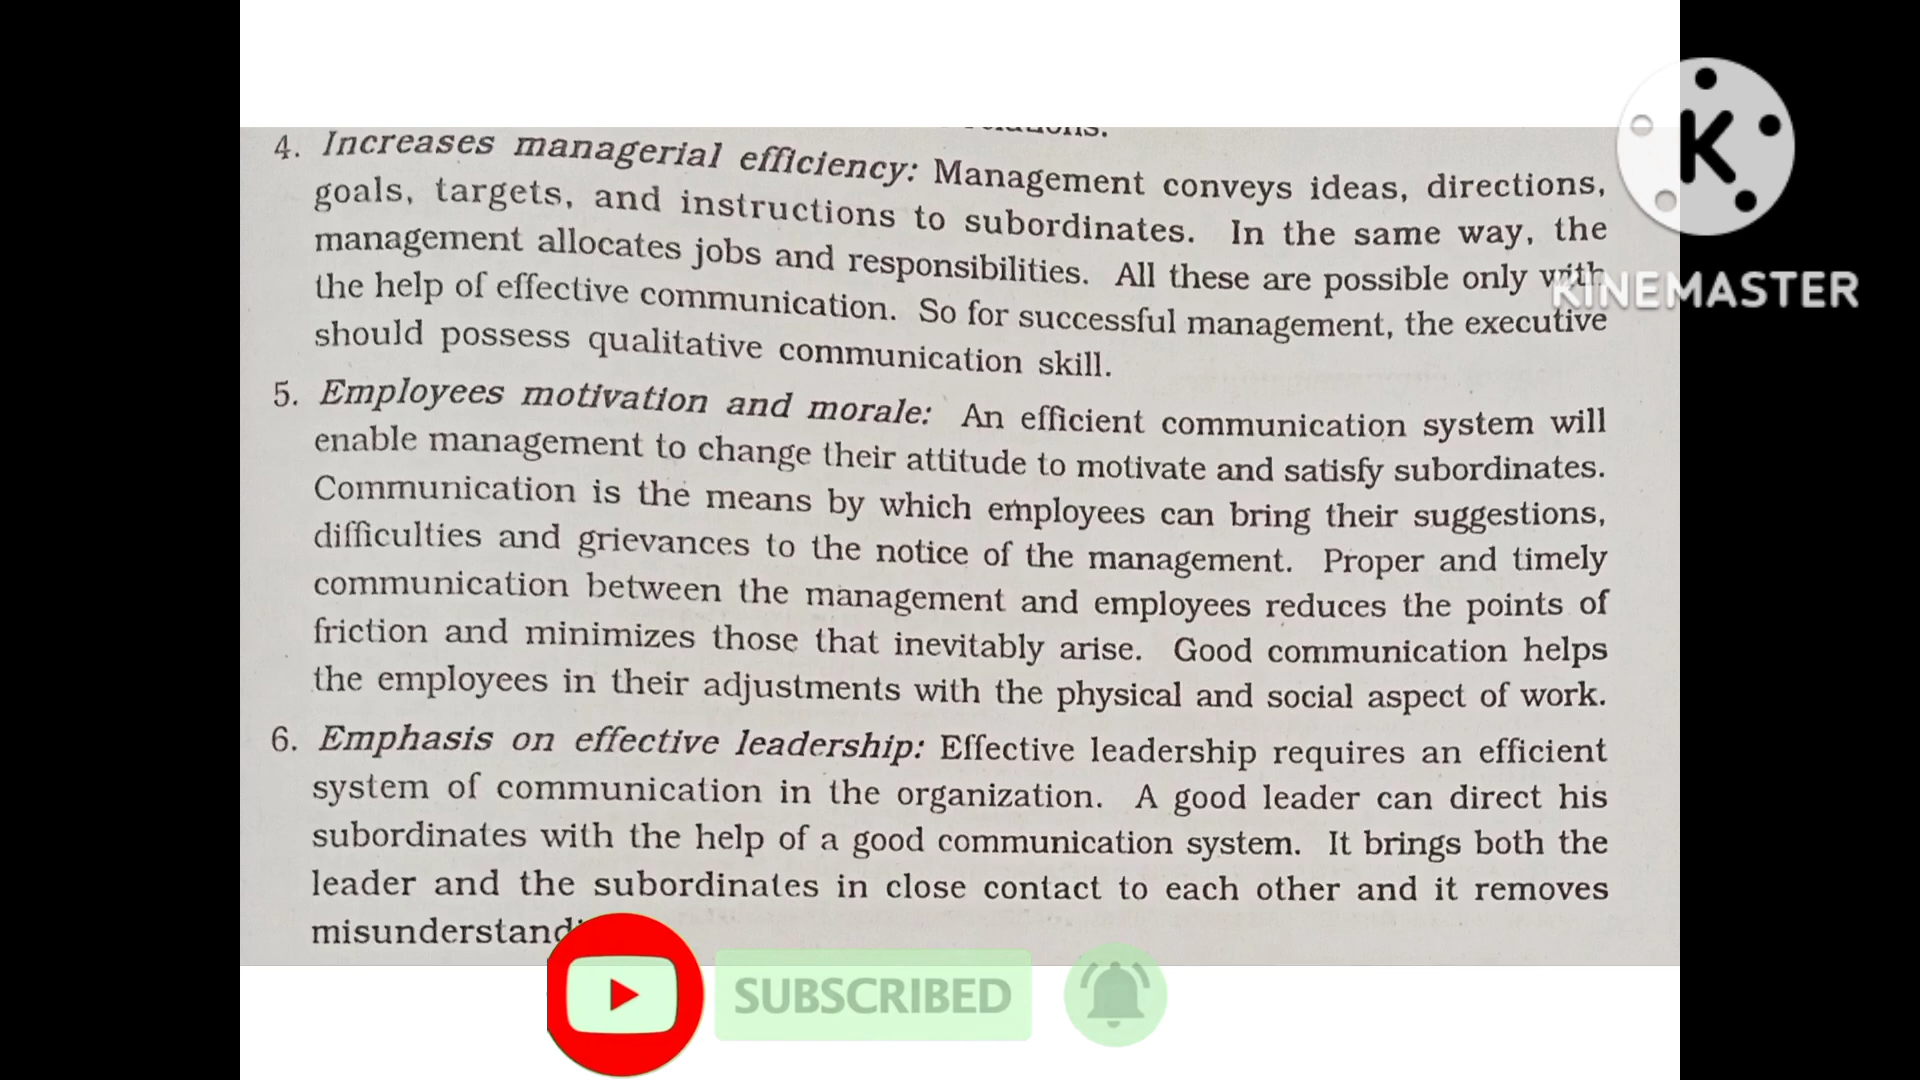 4. Increases managerial efficiency: Management conveys ideas, directions,
goals, targets, and instructions to subordinates. In the same way, the
management allocates jobs and responsibilities. All these are possible only with
the help of effective communication. So for successful management, the executive
should possess qualitative communication skill.
5. Employees motivation and morale: An efficient communication system will
enable management to change their attitude to motivate and satisfy subordinates.
Communication is the means by which employees can bring their suggestions,
difficulties and grievances to the notice of the management. Proper and timely
communication between the management and employees reduces the points of
friction and minimizes those that inevitably arise. Good communication helps
the employees in their adjustments with the physical and social aspect of work.
6. Emphasis on effective leadership: Effective leadership requires an efficient
system of communication in the organization. A good leader can direct his
subordinates with the help of a good communication system. It brings both the
leader and the subordinates in close contact to each other and it removes
K
KINEMASTER
SUBSCRIBED